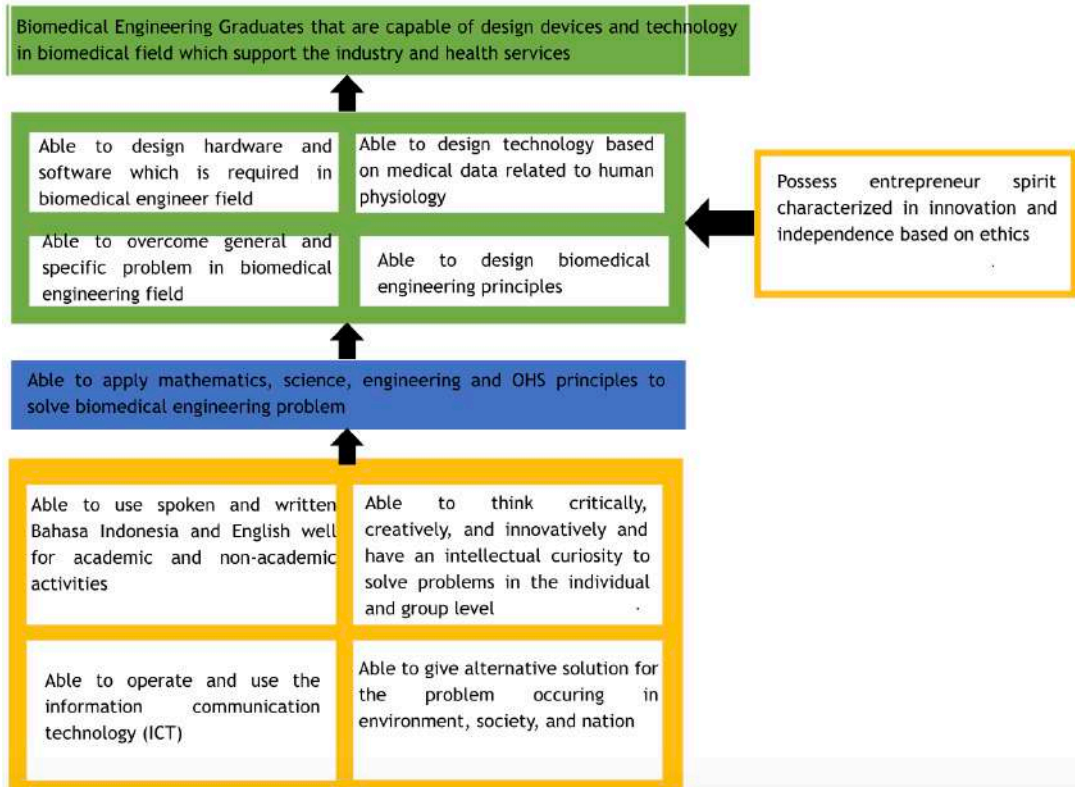 Biomedical Engineering Graduates that are capable of design devices and technology
in biomedical field which support the industry and health services
Able to design hardware and
software which is required in
biomedical engineer field
Able to design technology based
on medical data related to human
physiology
Possess entrepreneur spirit
characterized in innovation and
independence based on ethics
Able to overcome general and
specific problem in biomedical
engineering field
Able to design biomedical
engineering principles
Able to apply mathematics, science, engineering and OHS principles to
solve biomedical engineering problem
Able to use spoken and written
Bahasa Indonesia and English well
for academic and non-academic
activities
Able to think critically,
creatively, and innovatively and
have an intellectual curiosity to
solve problems in the individual
and group level
Able to operate and use the
information communication
technology (ICT)
Able to give alternative solution for
the problem occuring in
environment, society, and nation